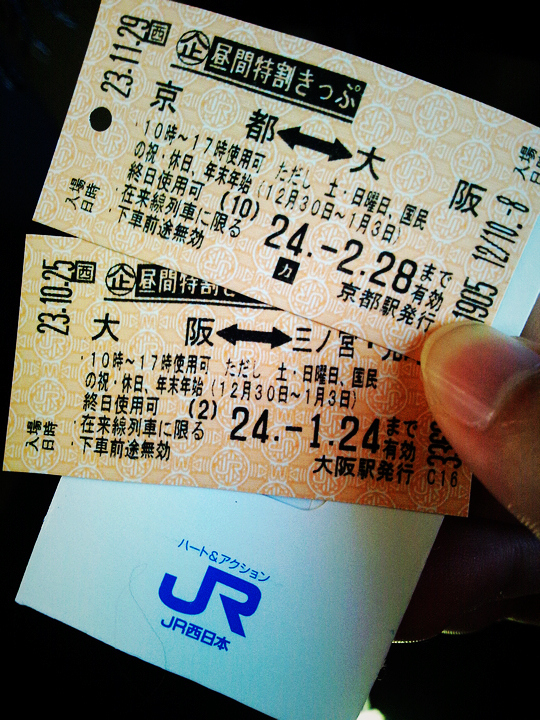 23.11.29 西 企 昼間特割きっぷ
京都↔大阪
・10時～17時使用可 ただし 土・日曜日、国民
の祝・休日、年末年始(12月30日～1月3日)
終日使用可 (10)
・在来線列車に限る 24.-2.28まで有効
・下車前途無効 カ 京都駅発行
入場時
日
入場
1905 12/10.-8
23.10.25 西 企 昼間特割き
大阪↔三ノ宮・元
・10時～17時使用可 ただし 土・日曜日、国民
の祝・休日、年末年始(12月30日～1月3日)
終日使用可 (2)
・在来線列車に限る 24.-1.24まで有効
・下車前途無効 大阪駅発行
入場時
日
C16
ハート&アクション
JR
JR西日本